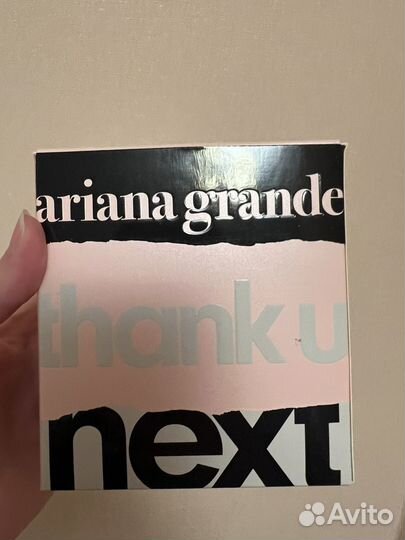 ariana grande
thank u
next
Avito